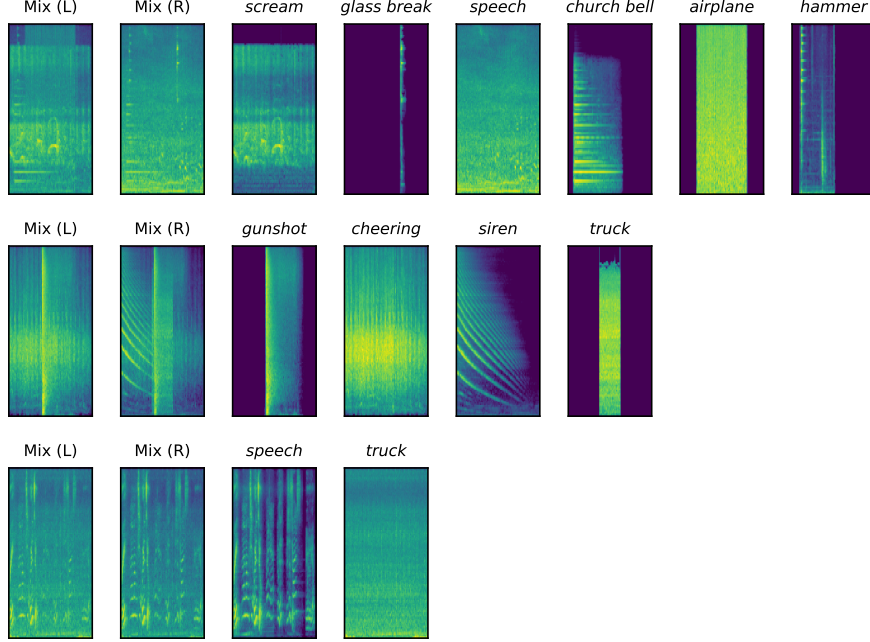 Mix (L) Mix (R) scream glass break speech church bell airplane hammer
Mix (L) Mix (R) gunshot cheering siren truck
Mix (L) Mix (R) speech truck